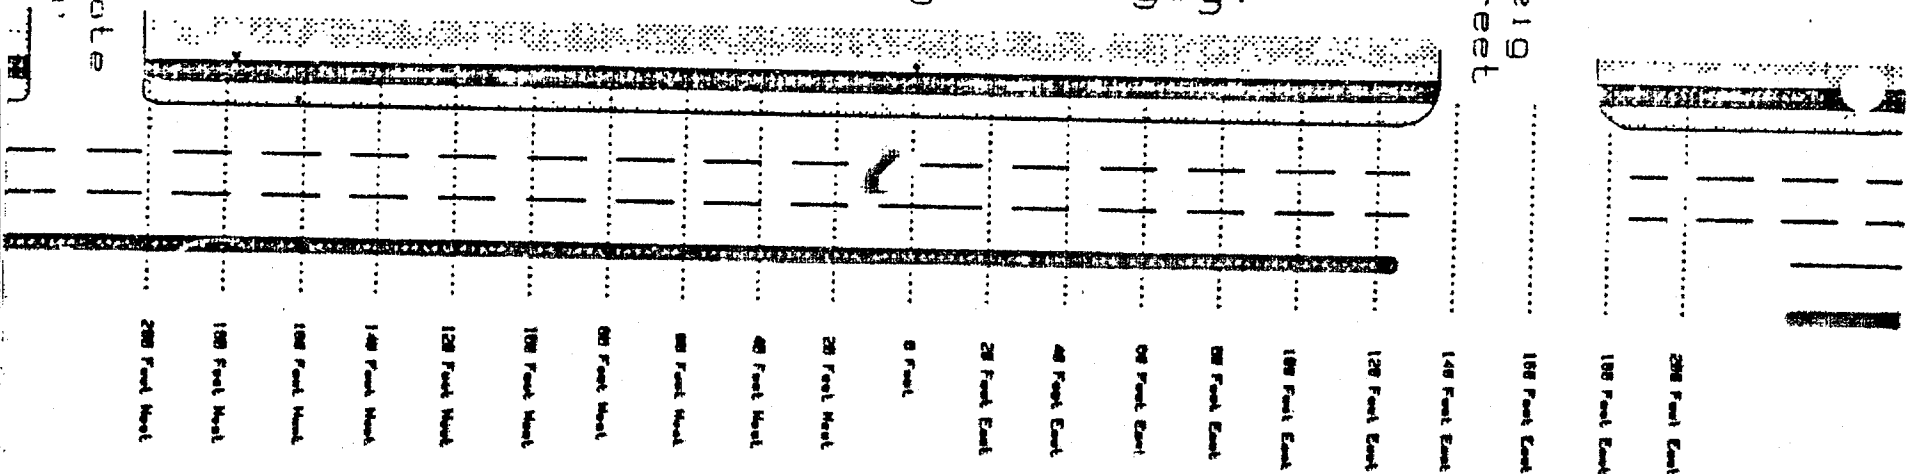 ote
eig
reet
200 Feet West
180 Feet West
160 Feet West
140 Feet West
120 Feet West
100 Feet West
80 Feet West
60 Feet West
40 Feet West
20 Feet West
0 Feet
20 Feet East
40 Feet East
60 Feet East
80 Feet East
100 Feet East
120 Feet East
140 Feet East
160 Feet East
180 Feet East
200 Feet East